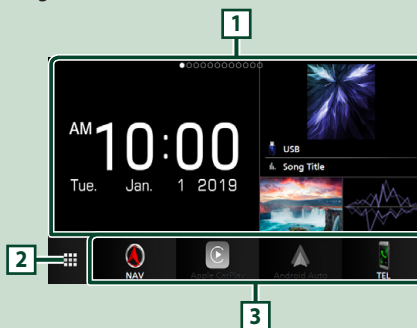 1
AM 10:00
Tue. Jan. 1 2019
USB
Song Title
2
NAV
Apple CarPlay
Android Auto
TEL
3